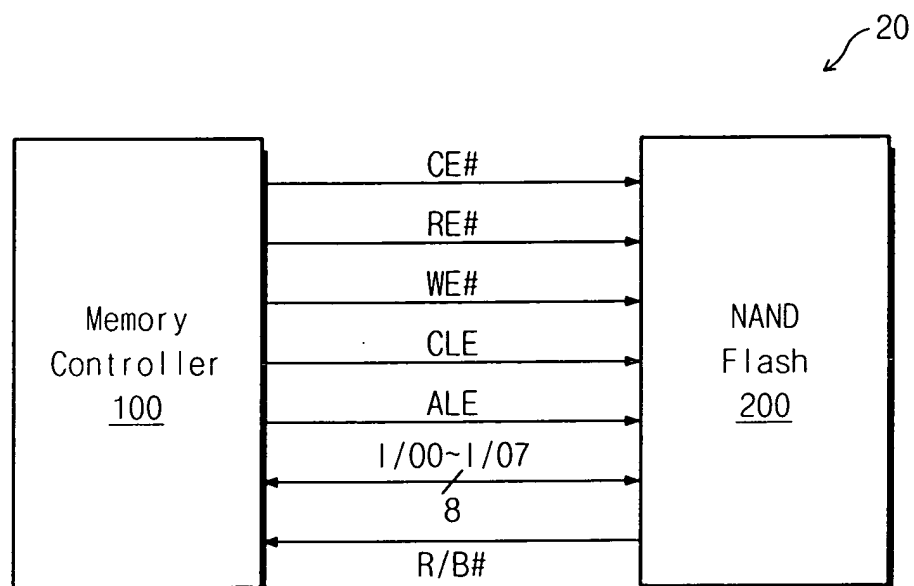 20
CE#
RE#
WE#
CLE
ALE
I/O0~I/O7
8
R/B#
Memory
Controller
100
NAND
Flash
200